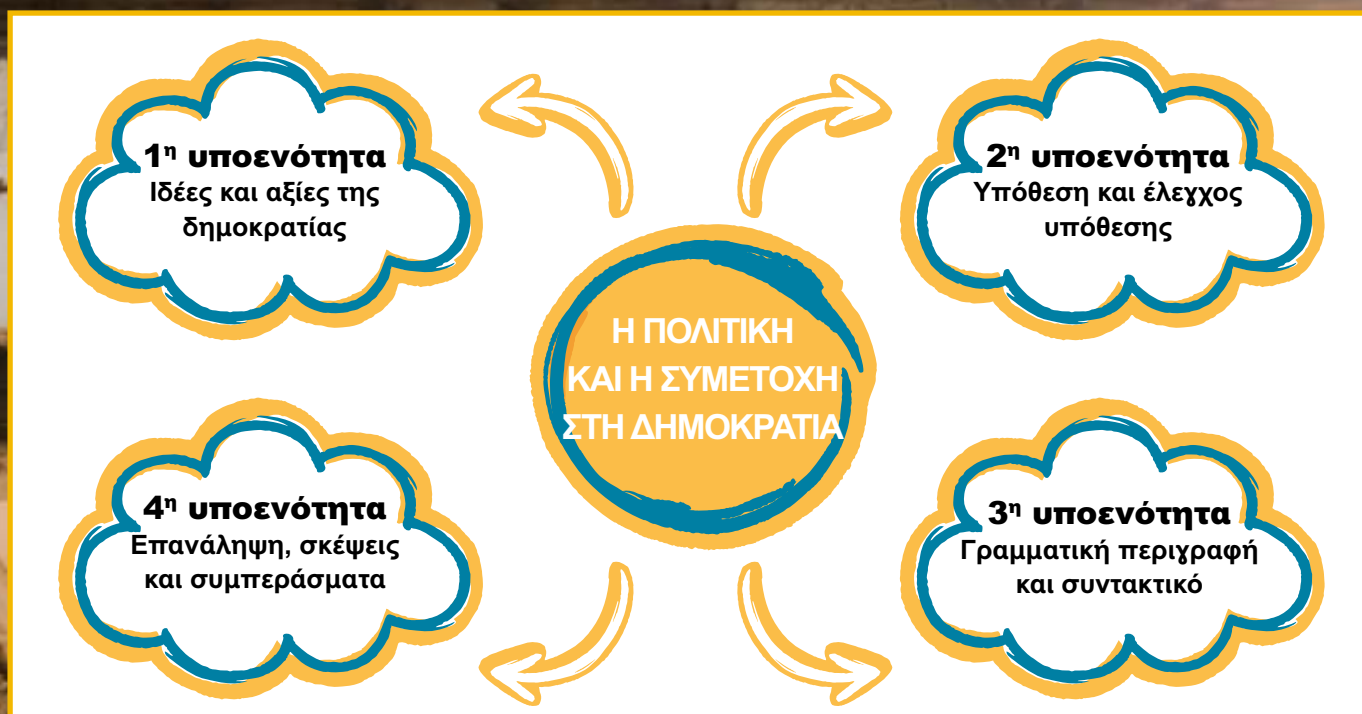 1η υποενότητα
Ιδέες και αξίες της
δημοκρατίας
2η υποενότητα
Υπόθεση και έλεγχος
υπόθεσης
Η ΠΟΛΙΤΙΚΗ
ΚΑΙ Η ΣΥΜΕΤΟΧΗ
ΣΤΗ ΔΗΜΟΚΡΑΤΙΑ
4η υποενότητα
Επανάληψη, σκέψεις
και συμπεράσματα
3η υποενότητα
Γραμματική περιγραφή
και συντακτικό